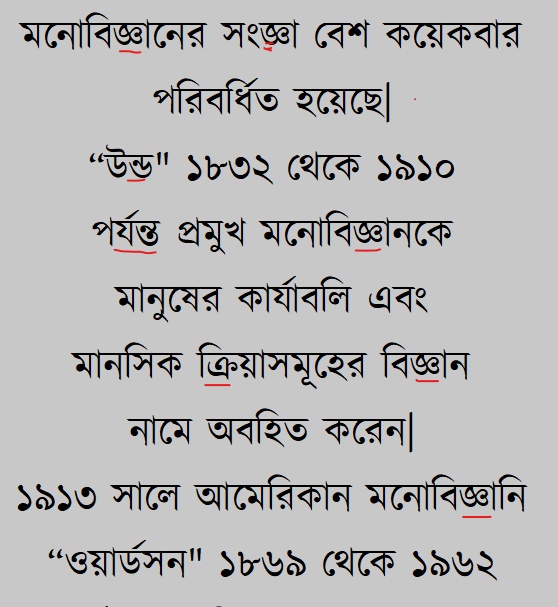 মনোবিজ্ঞানের সংজ্ঞা বেশ কয়েকবার
পরিবর্ধিত হয়েছে|
“উন্ড" ১৮৩২ থেকে ১৯১০
পর্যন্ত প্রমুখ মনোবিজ্ঞানকে
মানুষের কার্যাবলি এবং
মানসিক ক্রিয়াসমূহের বিজ্ঞান
নামে অবহিত করেন|
১৯১৩ সালে আমেরিকান মনোবিজ্ঞানি
“ওয়ার্ডসন" ১৮৬৯ থেকে ১৯৬২